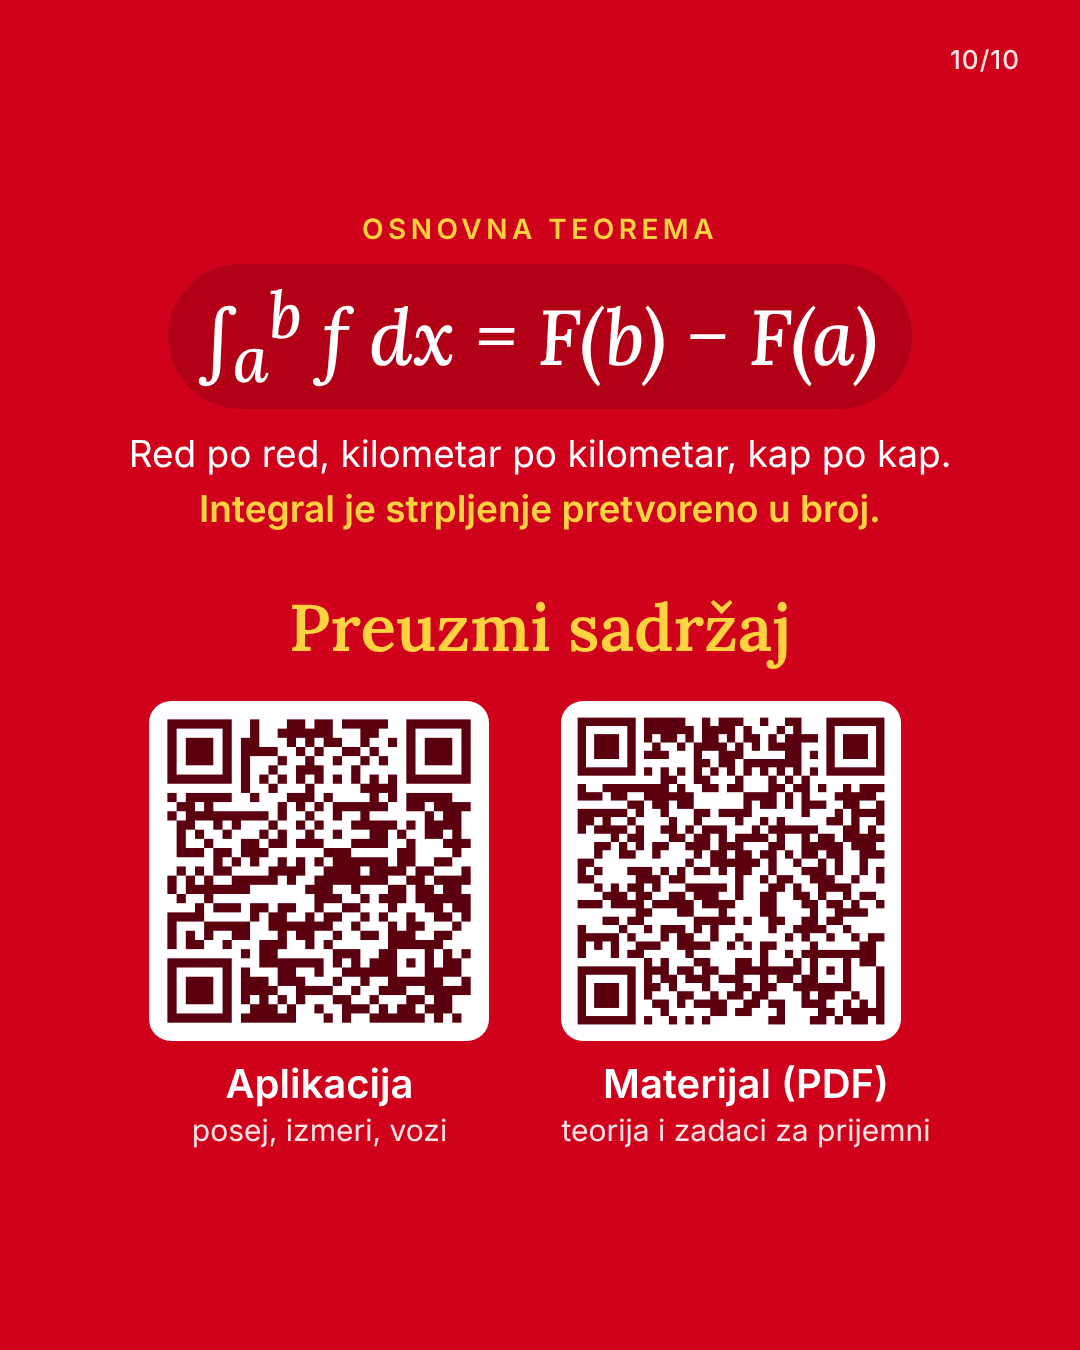 10/10
OSNOVNA TEOREMA
∫ₐᵇ f dx = F(b) − F(a)
Red po red, kilometar po kilometar, kap po kap.
Integral je strpljenje pretvoreno u broj.
Preuzmi sadržaj
Aplikacija
posej, izmeri, vozi
Materijal (PDF)
teorija i zadaci za prijemni